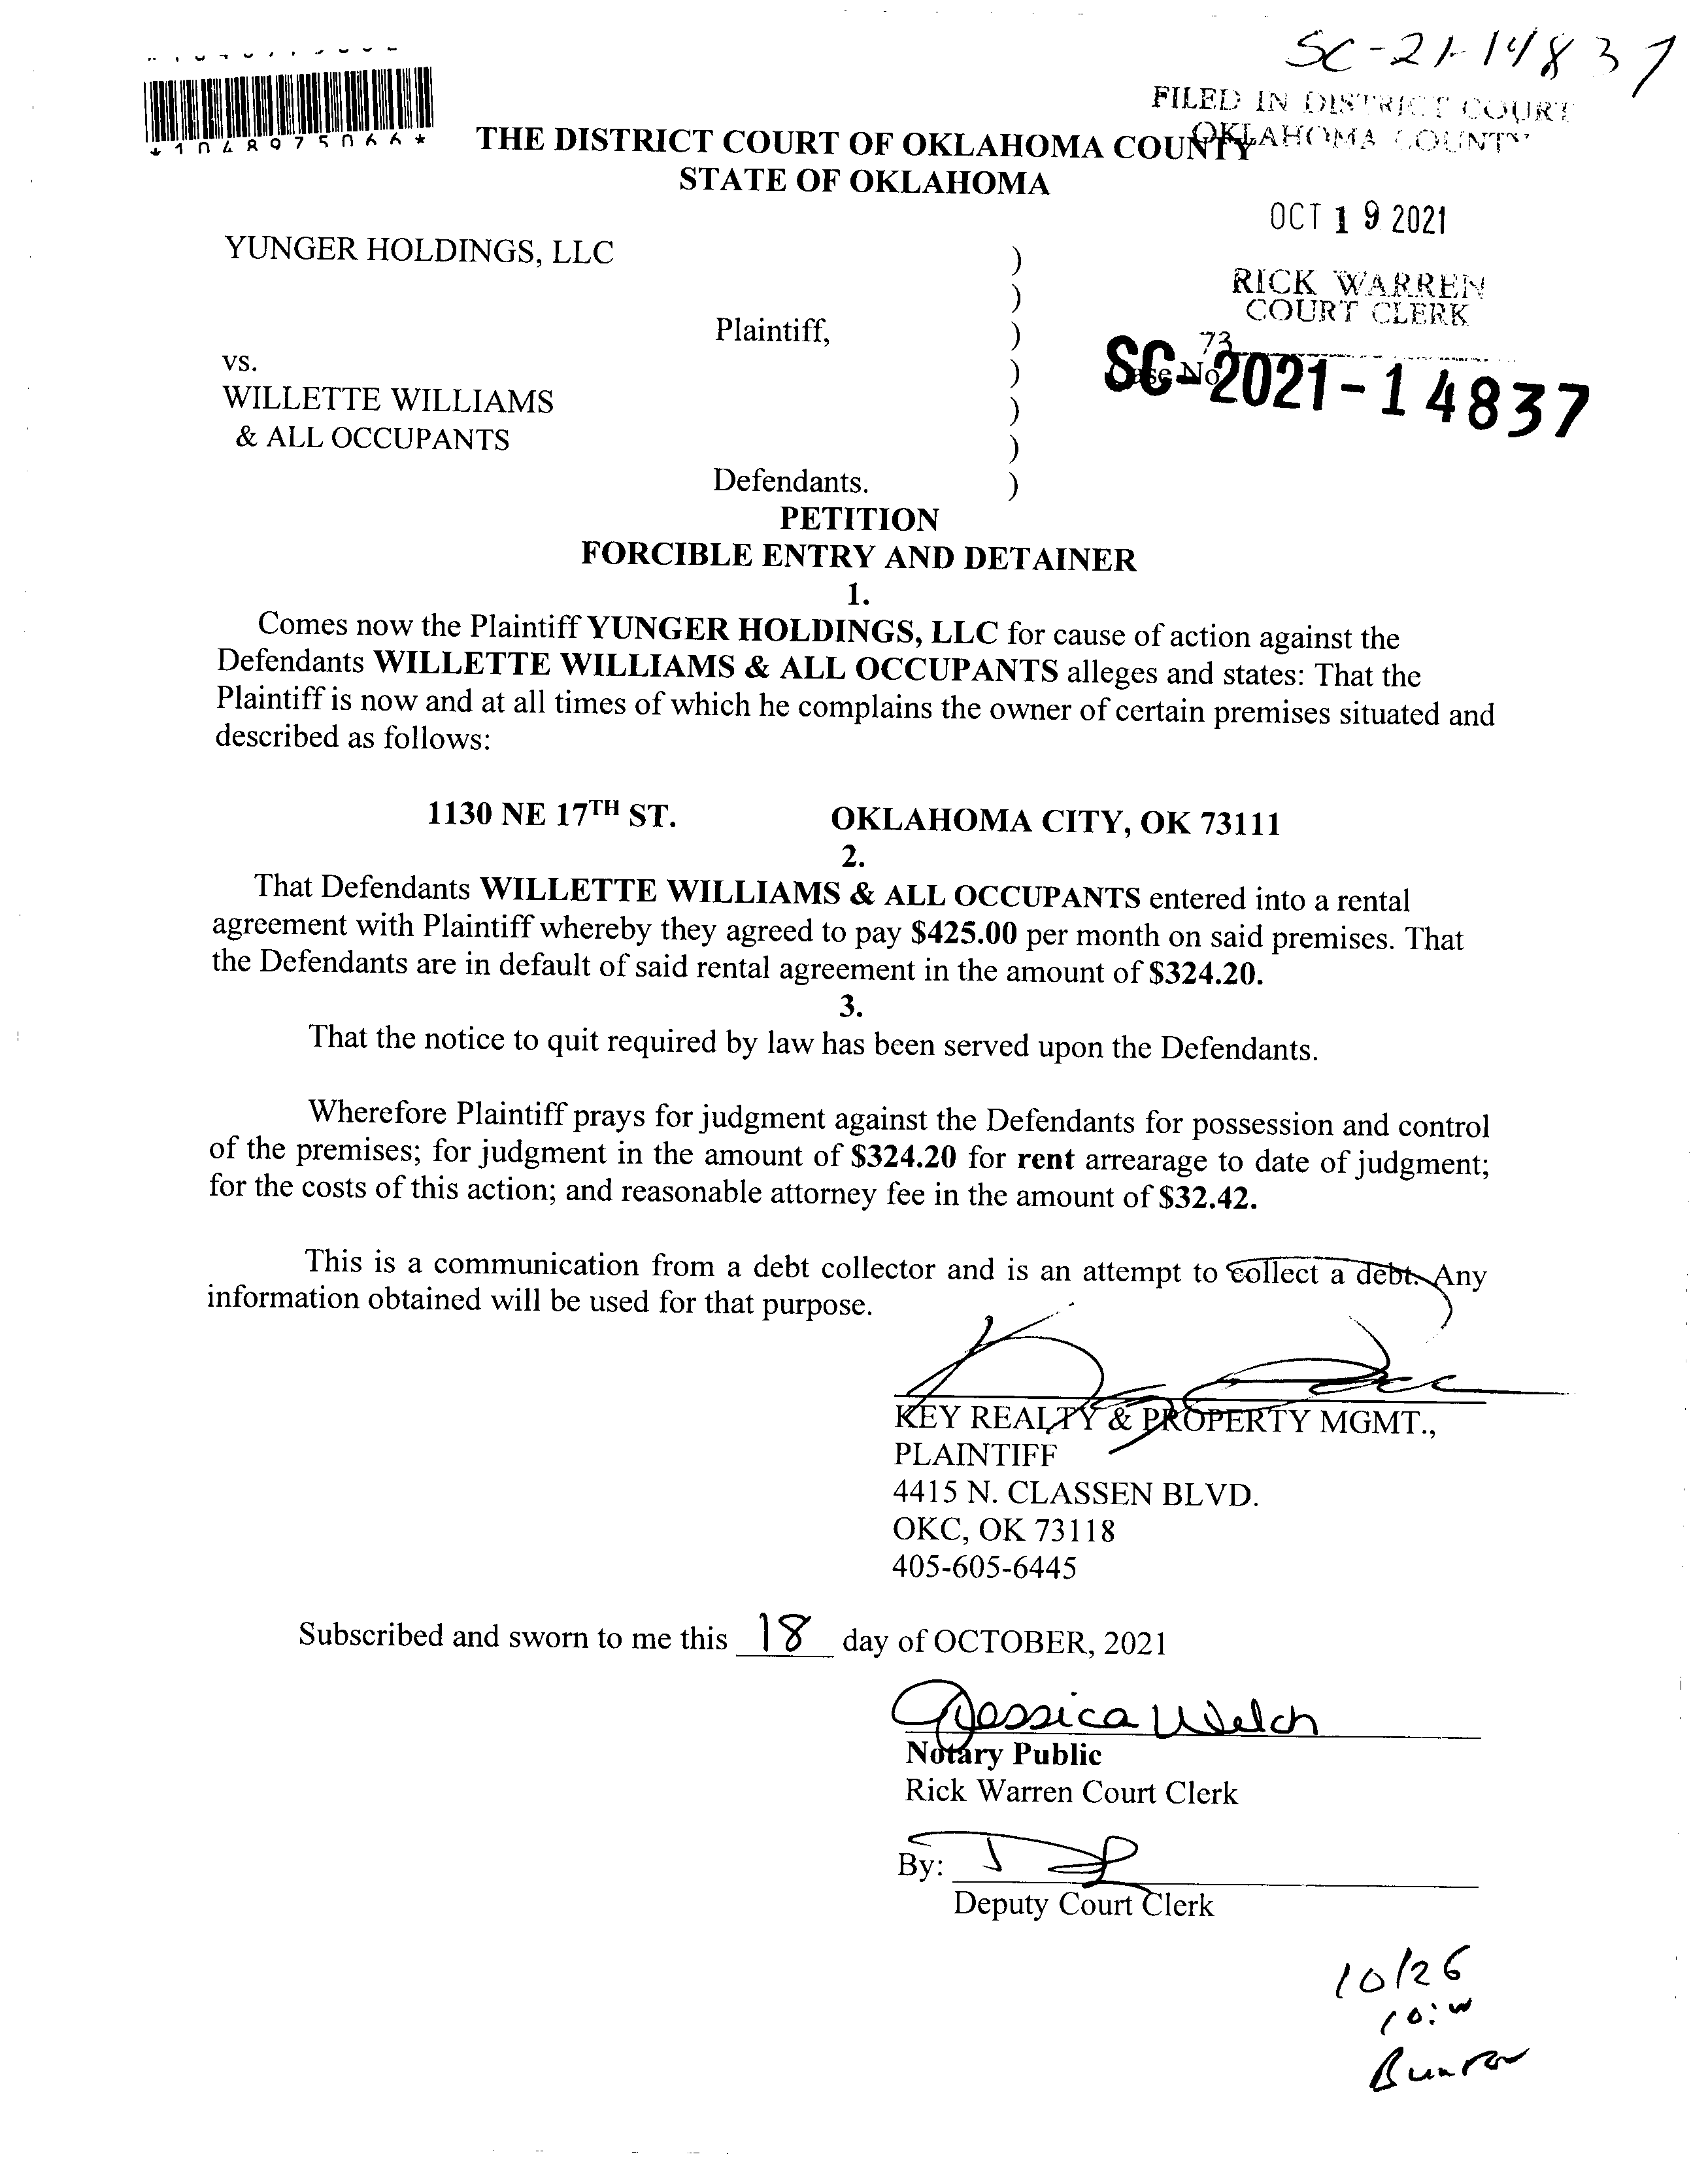 SC-21-14837
FILED IN DISTRICT COURT
OKLAHOMA COUNTY
*1048975066*
THE DISTRICT COURT OF OKLAHOMA COUNTY
STATE OF OKLAHOMA
OCT 19 2021
YUNGER HOLDINGS, LLC )
)
RICK WARREN
COURT CLERK
Plaintiff, )
73
vs. )
Case No
SC-2021-14837
WILLETTE WILLIAMS )
& ALL OCCUPANTS )
Defendants. )
PETITION
FORCIBLE ENTRY AND DETAINER
1.
Comes now the Plaintiff YUNGER HOLDINGS, LLC for cause of action against the
Defendants WILLETTE WILLIAMS & ALL OCCUPANTS alleges and states: That the
Plaintiff is now and at all times of which he complains the owner of certain premises situated and
described as follows:
1130 NE 17TH ST. OKLAHOMA CITY, OK 73111
2.
That Defendants WILLETTE WILLIAMS & ALL OCCUPANTS entered into a rental
agreement with Plaintiff whereby they agreed to pay $425.00 per month on said premises. That
the Defendants are in default of said rental agreement in the amount of $324.20.
3.
That the notice to quit required by law has been served upon the Defendants.
Wherefore Plaintiff prays for judgment against the Defendants for possession and control
of the premises; for judgment in the amount of $324.20 for rent arrearage to date of judgment;
for the costs of this action; and reasonable attorney fee in the amount of $32.42.
This is a communication from a debt collector and is an attempt to collect a debt. Any
information obtained will be used for that purpose.
KEY REALTY & PROPERTY MGMT.,
PLAINTIFF
4415 N. CLASSEN BLVD.
OKC, OK 73118
405-605-6445
Subscribed and sworn to me this 18 day of OCTOBER, 2021
Jessica Welch
Notary Public
Rick Warren Court Clerk
By:
Deputy Court Clerk
10/26